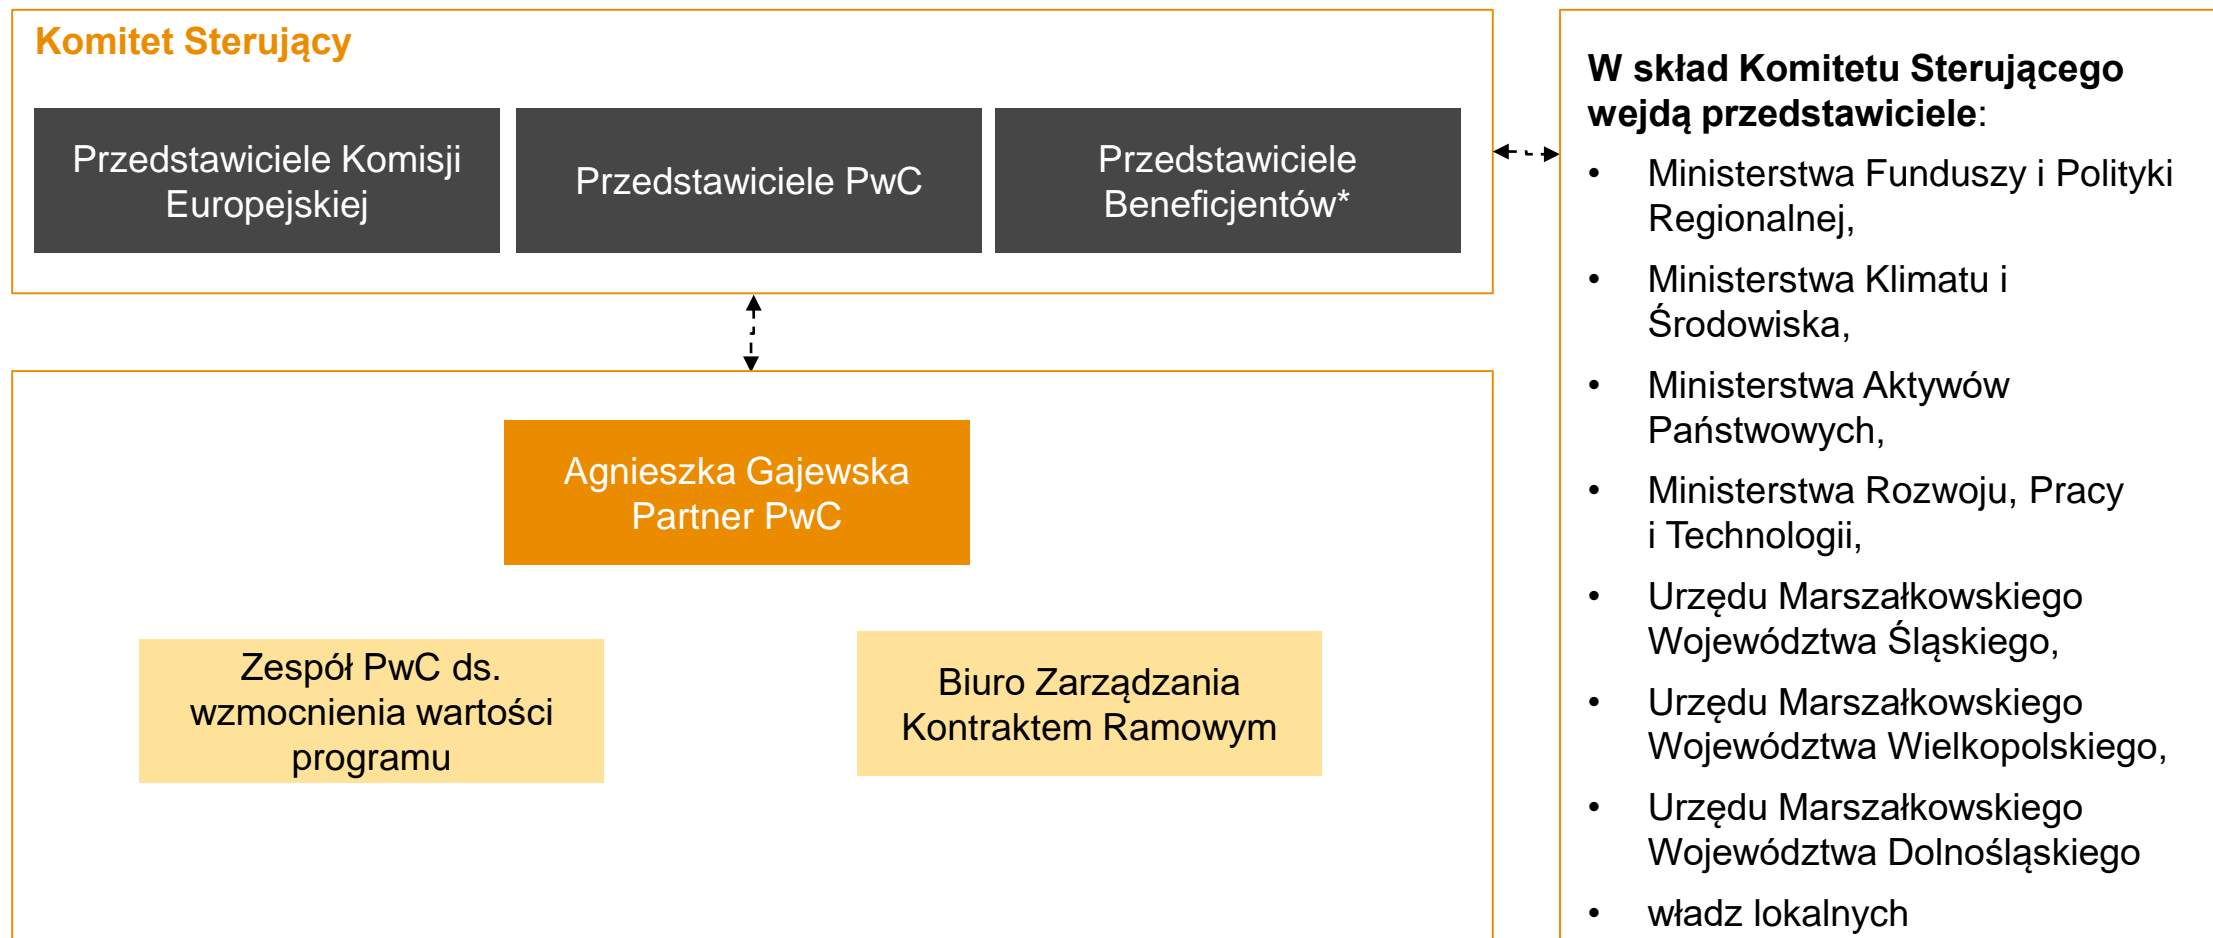 Komitet Sterujący
Przedstawiciele Komisji
Europejskiej
Przedstawiciele PwC
Przedstawiciele
Beneficjentów*
Agnieszka Gajewska
Partner PwC
Zespół PwC ds.
wzmocnienia wartości
programu
Biuro Zarządzania
Kontraktem Ramowym
W skład Komitetu Sterującego
wejdą przedstawiciele:
• Ministerstwa Funduszy i Polityki
Regionalnej,
• Ministerstwa Klimatu i
Środowiska,
• Ministerstwa Aktywów
Państwowych,
• Ministerstwa Rozwoju, Pracy
i Technologii,
• Urzędu Marszałkowskiego
Województwa Śląskiego,
• Urzędu Marszałkowskiego
Województwa Wielkopolskiego,
• Urzędu Marszałkowskiego
Województwa Dolnośląskiego
• władz lokalnych